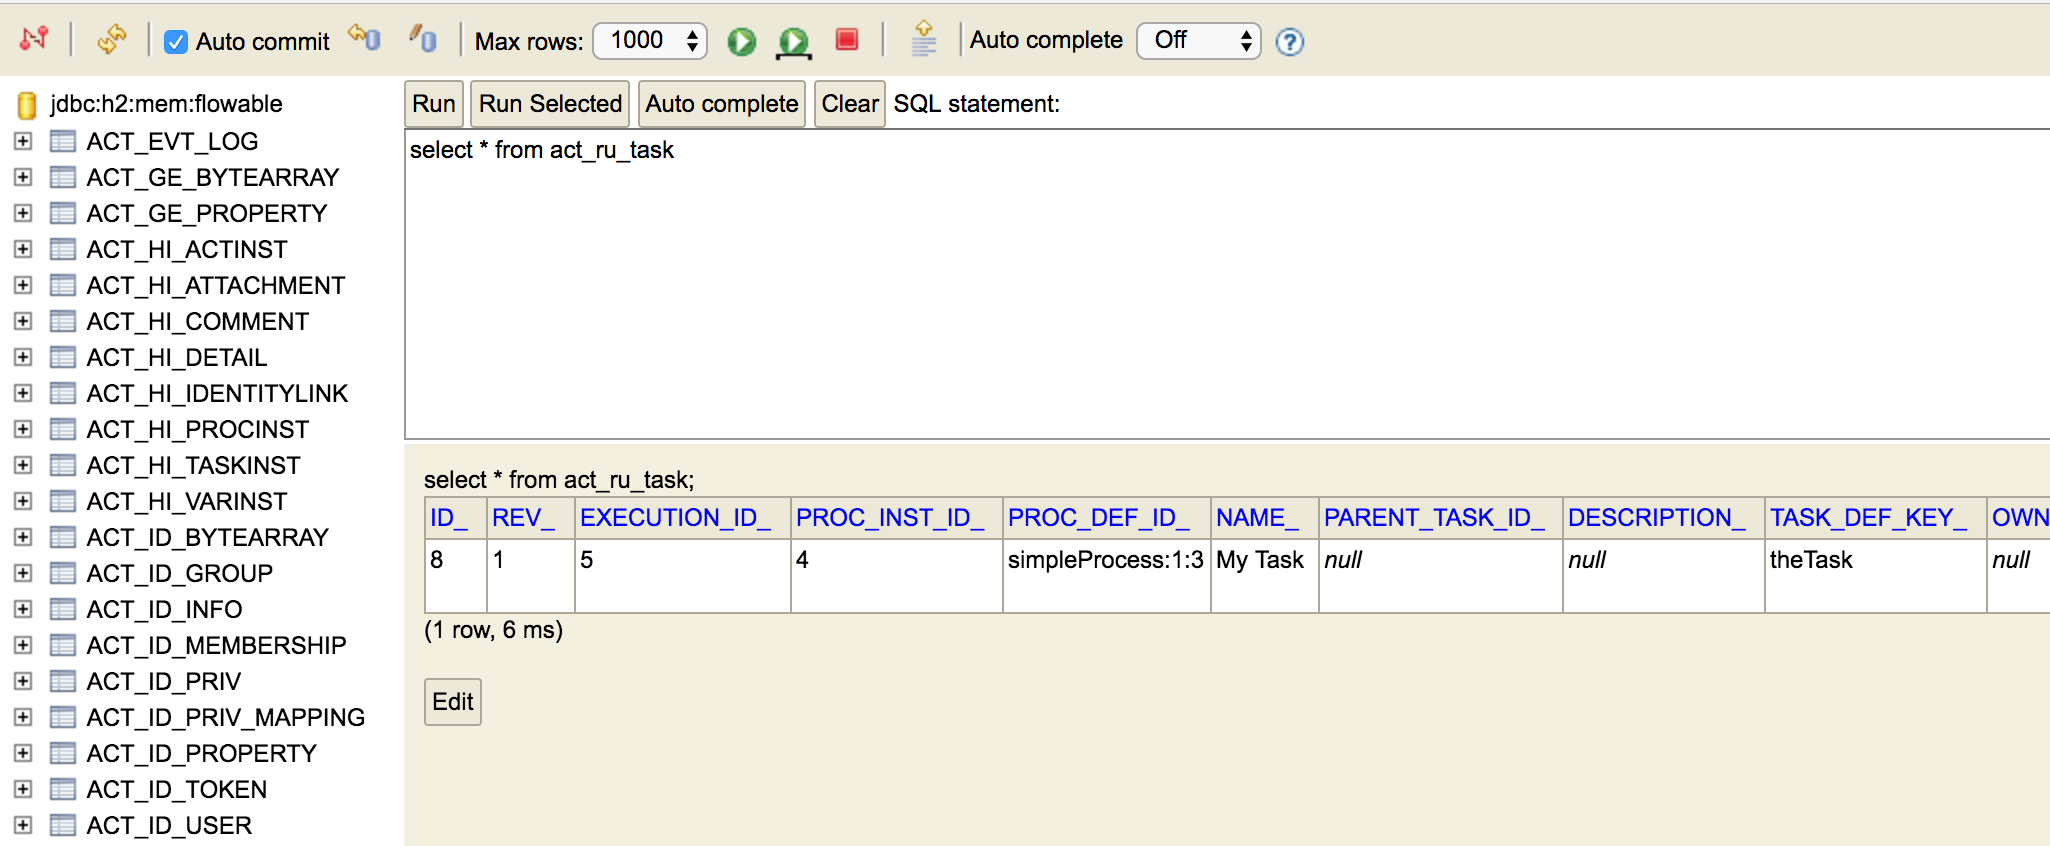 Auto commit Max rows: 1000 Auto complete Off ?
jdbc:h2:mem:flowable
ACT_EVT_LOG
ACT_GE_BYTEARRAY
ACT_GE_PROPERTY
ACT_HI_ACTINST
ACT_HI_ATTACHMENT
ACT_HI_COMMENT
ACT_HI_DETAIL
ACT_HI_IDENTITYLINK
ACT_HI_PROCINST
ACT_HI_TASKINST
ACT_HI_VARINST
ACT_ID_BYTEARRAY
ACT_ID_GROUP
ACT_ID_INFO
ACT_ID_MEMBERSHIP
ACT_ID_PRIV
ACT_ID_PRIV_MAPPING
ACT_ID_PROPERTY
ACT_ID_TOKEN
ACT_ID_USER
Run Run Selected Auto complete Clear SQL statement:
select * from act_ru_task
select * from act_ru_task;
ID_ REV_ EXECUTION_ID_ PROC_INST_ID_ PROC_DEF_ID_ NAME_ PARENT_TASK_ID_ DESCRIPTION_ TASK_DEF_KEY_ OWN
8 1 5 4 simpleProcess:1:3 My Task null null theTask null
(1 row, 6 ms)
Edit